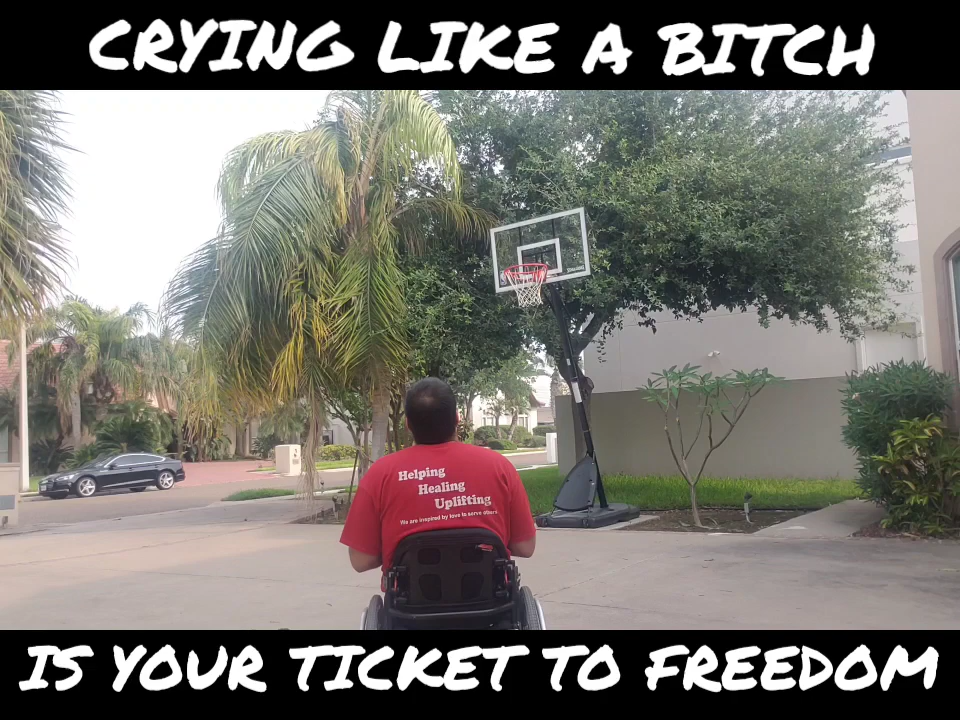 CRYING LIKE A BITCH
Helping
Healing
Uplifting
We are inspired by love to serve others
IS YOUR TICKET TO FREEDOM